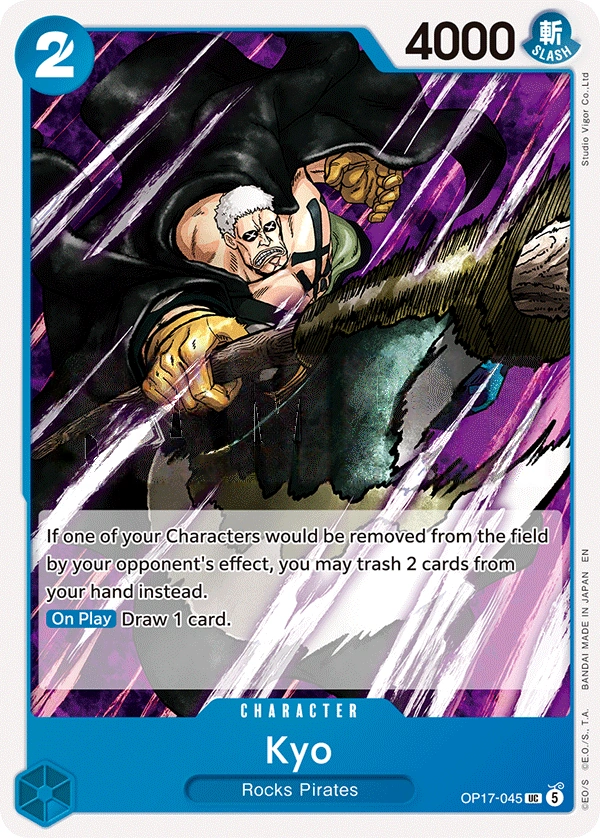 2
4000
斬
SLASH
Studio Vigor Co.,Ltd
If one of your Characters would be removed from the field
by your opponent's effect, you may trash 2 cards from
your hand instead.
On Play Draw 1 card.
CHARACTER
Kyo
Rocks Pirates
OP17-045 UC 5
©EO/S ©E.O./S., T.A. BANDAI MADE IN JAPAN EN